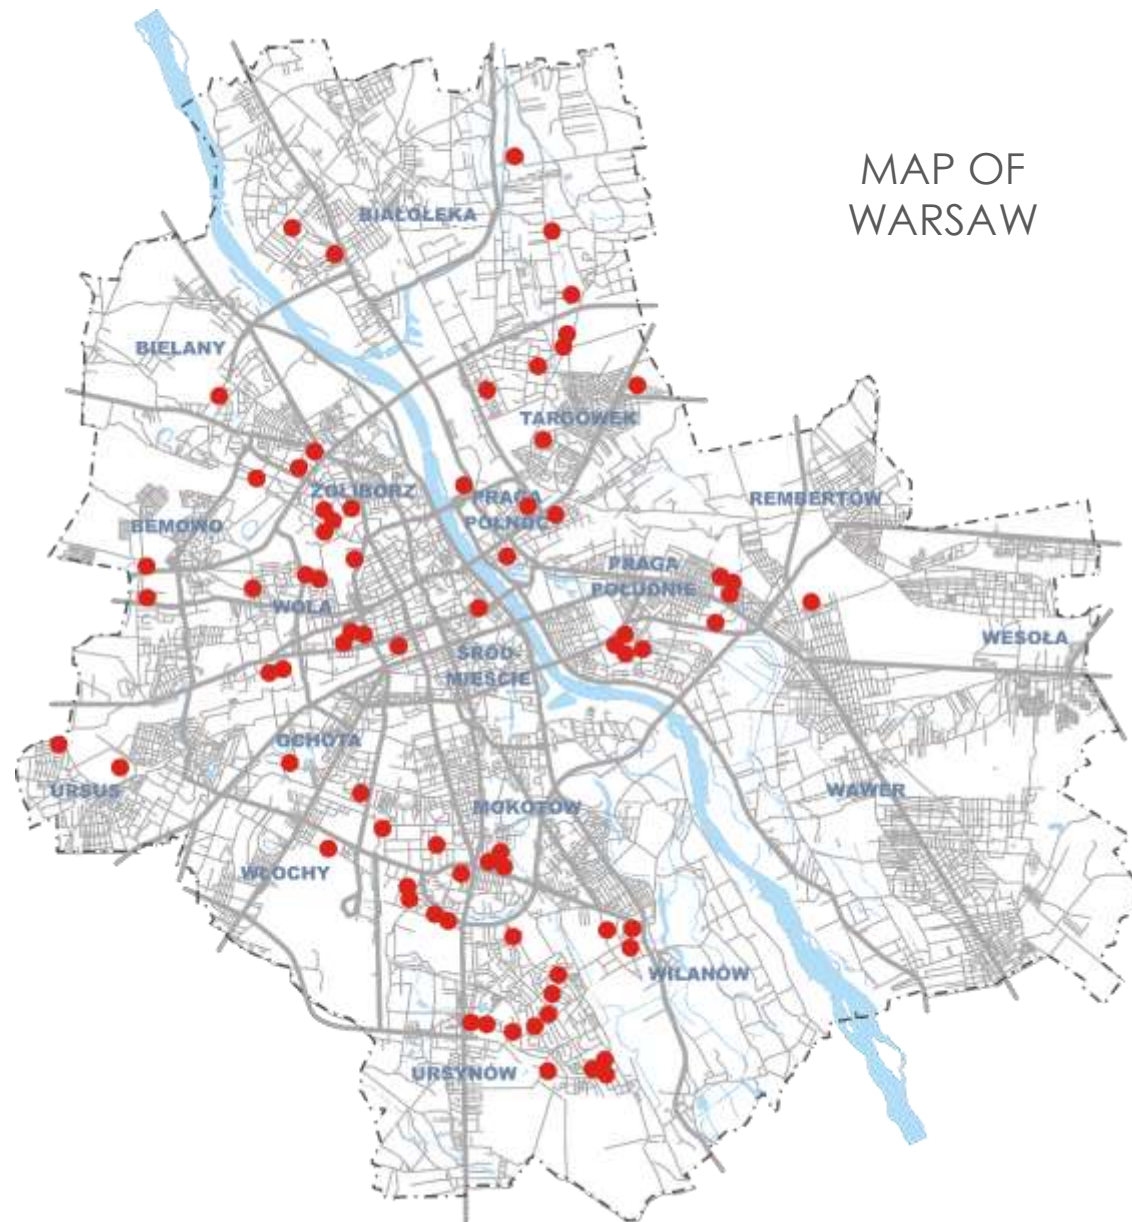 MAP OF
WARSAW
BIAŁOŁĘKA
BIELANY
TARGÓWEK
ŻOLIBORZ
PRAGA
PÓŁNOC
REMBERTÓW
BEMOWO
PRAGA
POŁUDNIE
WOLA
WESOŁA
ŚRÓD-
MIEŚCIE
OCHOTA
URSUS
MOKOTÓW
WAWER
WŁOCHY
WILANÓW
URSYNÓW